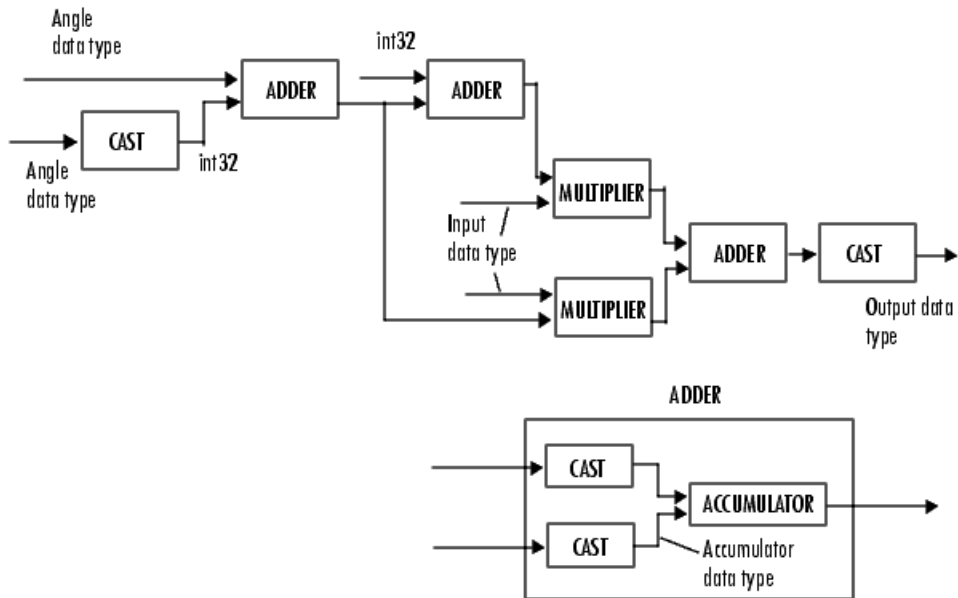 Angle
data type
int32
ADDER
ADDER
CAST
int32
Angle
data type
MULTIPLIER
Input
data type
ADDER
CAST
MULTIPLIER
Output data
type
ADDER
CAST
ACCUMULATOR
CAST
Accumulator
data type